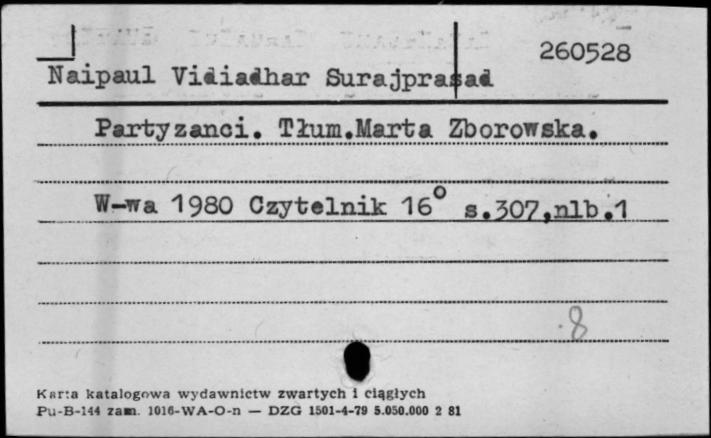 260528
Naipaul Vidiadhar Surajprasad
Partyzanci. Tłum.Marta Zborowska.
W-wa 1980 Czytelnik 16° s.307,nlb.1
8
Karta katalogowa wydawnictw zwartych i ciągłych
Pu-B-144 zam. 1016-WA-O-n — DZG 1501-4-79 5.050.000 2 81